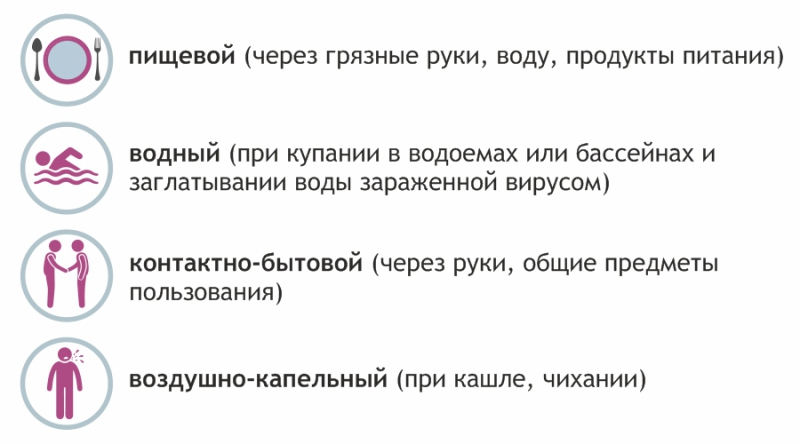 пищевой (через грязные руки, воду, продукты питания)
водный (при купании в водоемах или бассейнах и
заглатывании воды зараженной вирусом)
контактно-бытовой (через руки, общие предметы
пользования)
воздушно-капельный (при кашле, чихании)